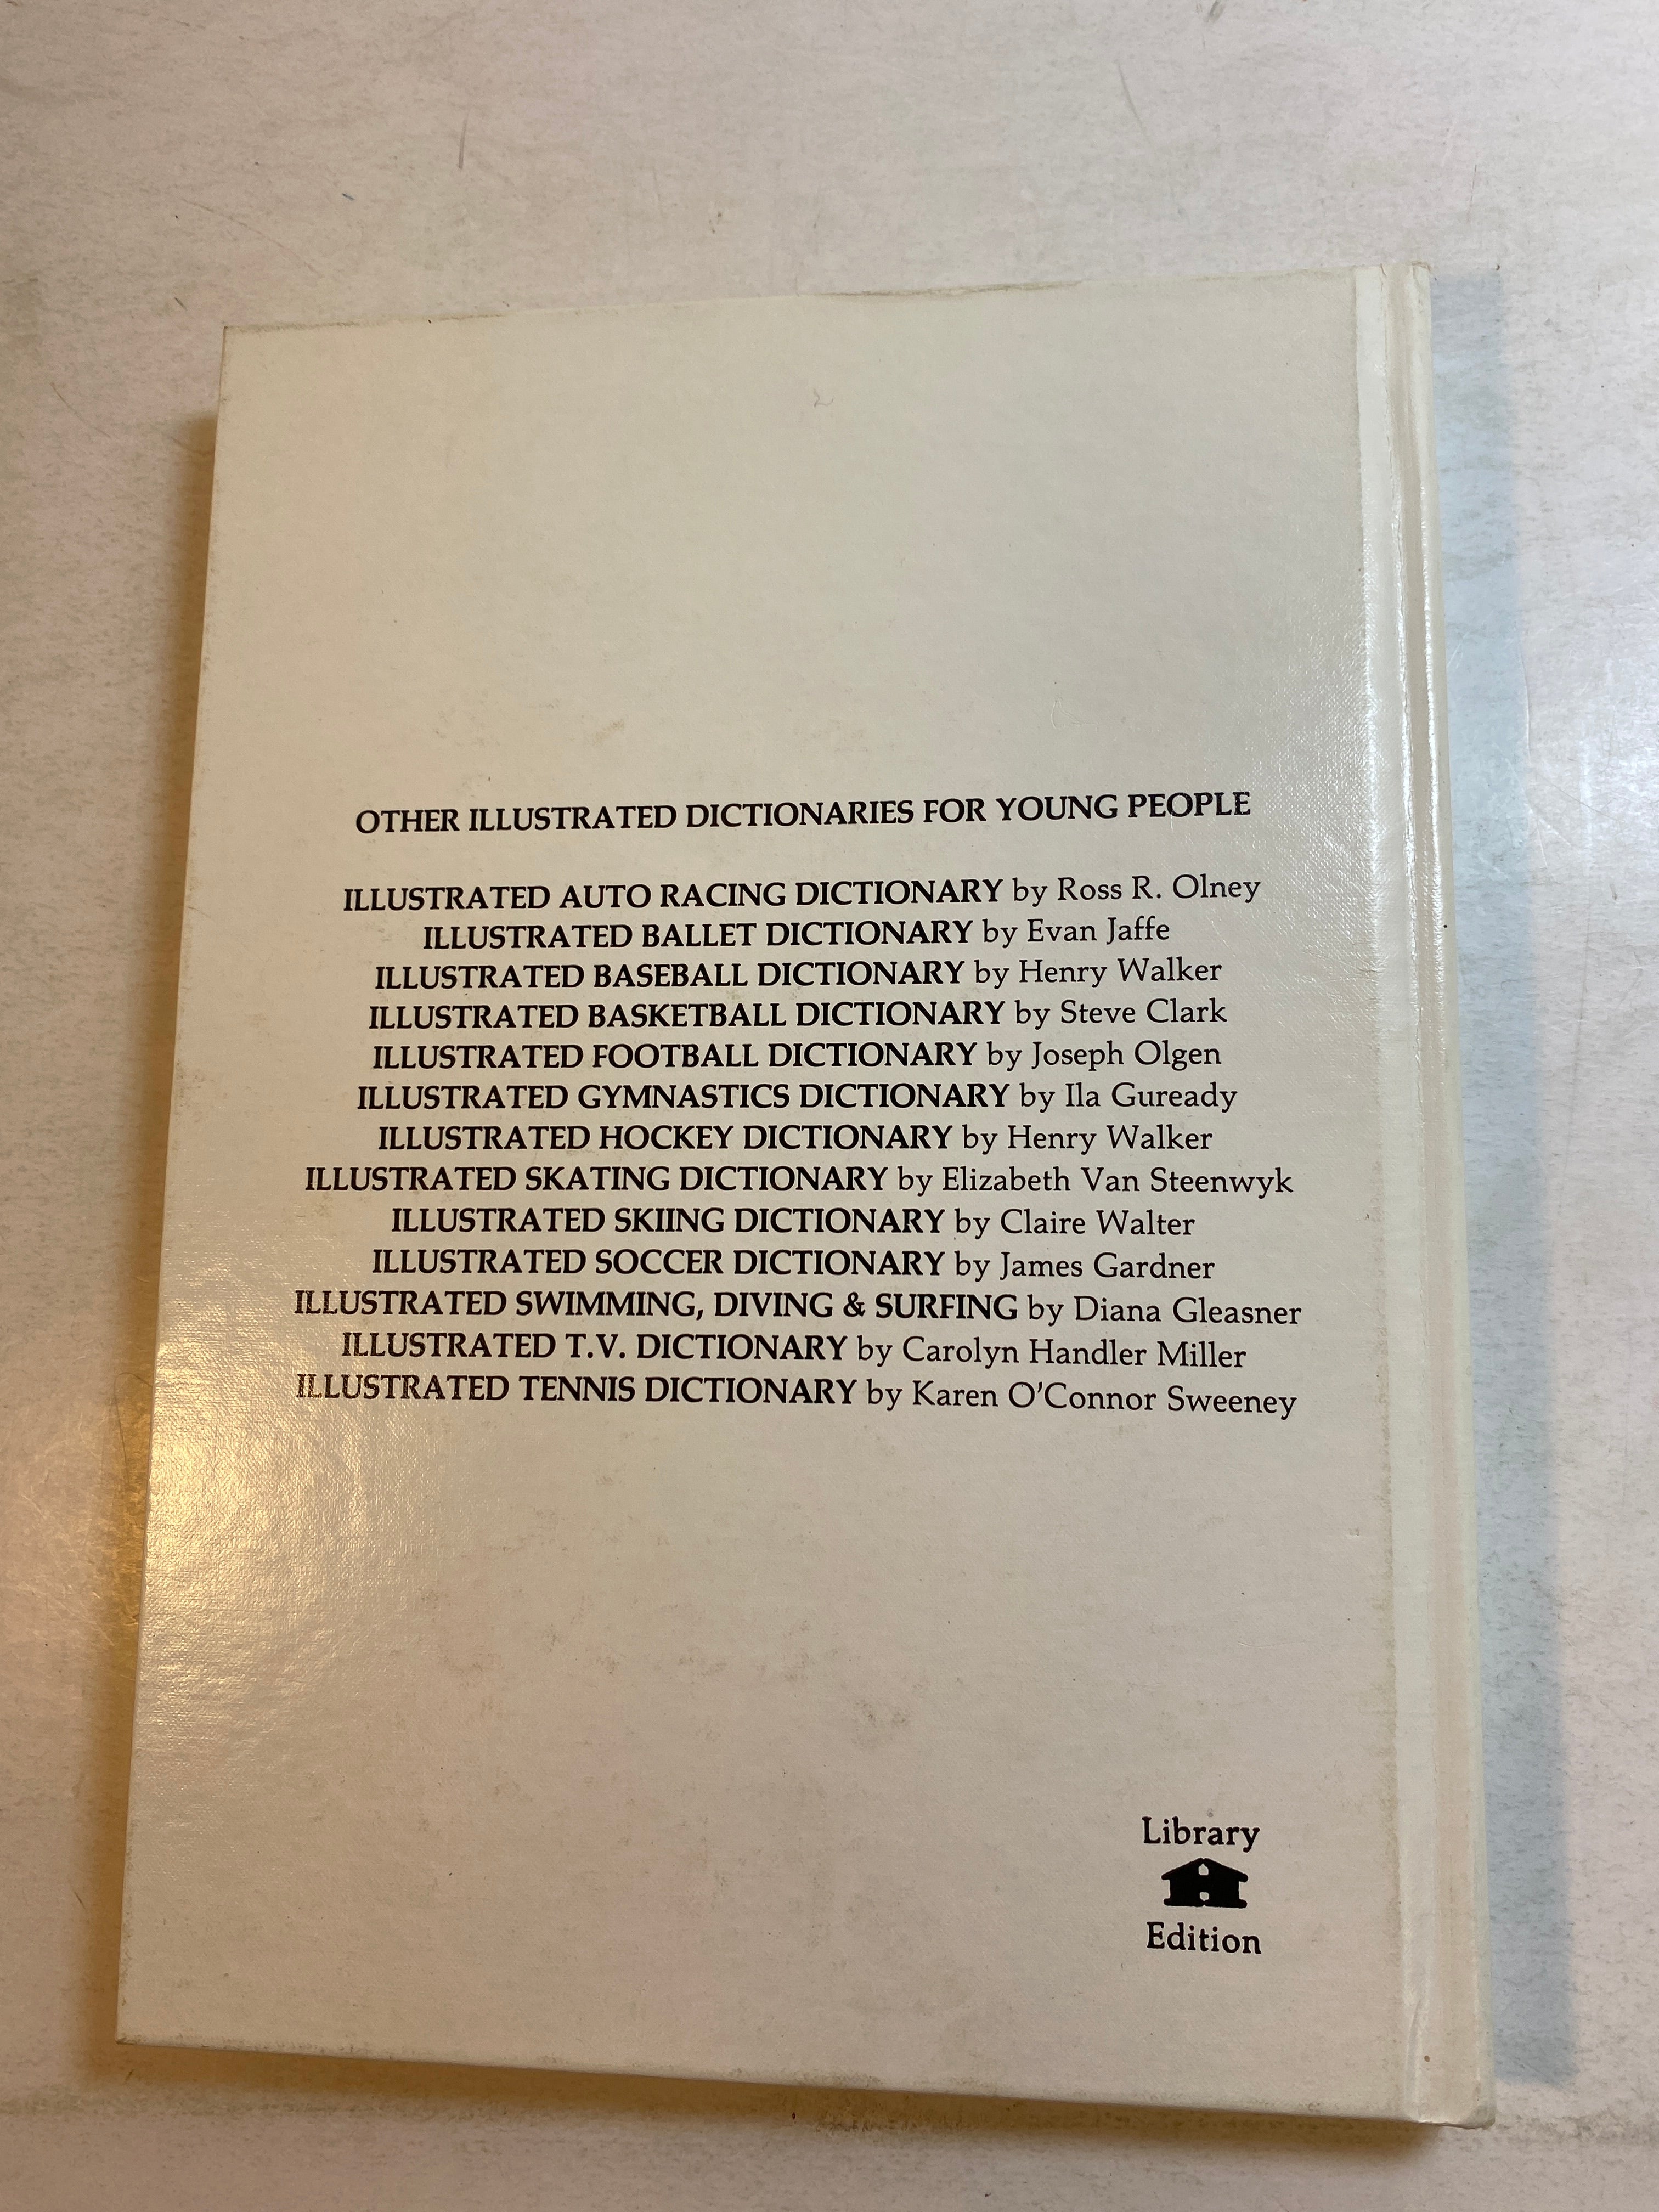 OTHER ILLUSTRATED DICTIONARIES FOR YOUNG PEOPLE
ILLUSTRATED AUTO RACING DICTIONARY by Ross R. Olney
ILLUSTRATED BALLET DICTIONARY by Evan Jaffe
ILLUSTRATED BASEBALL DICTIONARY by Henry Walker
ILLUSTRATED BASKETBALL DICTIONARY by Steve Clark
ILLUSTRATED FOOTBALL DICTIONARY by Joseph Olgen
ILLUSTRATED GYMNASTICS DICTIONARY by Ila Guready
ILLUSTRATED HOCKEY DICTIONARY by Henry Walker
ILLUSTRATED SKATING DICTIONARY by Elizabeth Van Steenwyk
ILLUSTRATED SKIING DICTIONARY by Claire Walter
ILLUSTRATED SOCCER DICTIONARY by James Gardner
ILLUSTRATED SWIMMING, DIVING & SURFING by Diana Gleasner
ILLUSTRATED T.V. DICTIONARY by Carolyn Handler Miller
ILLUSTRATED TENNIS DICTIONARY by Karen O'Connor Sweeney
Library
Edition